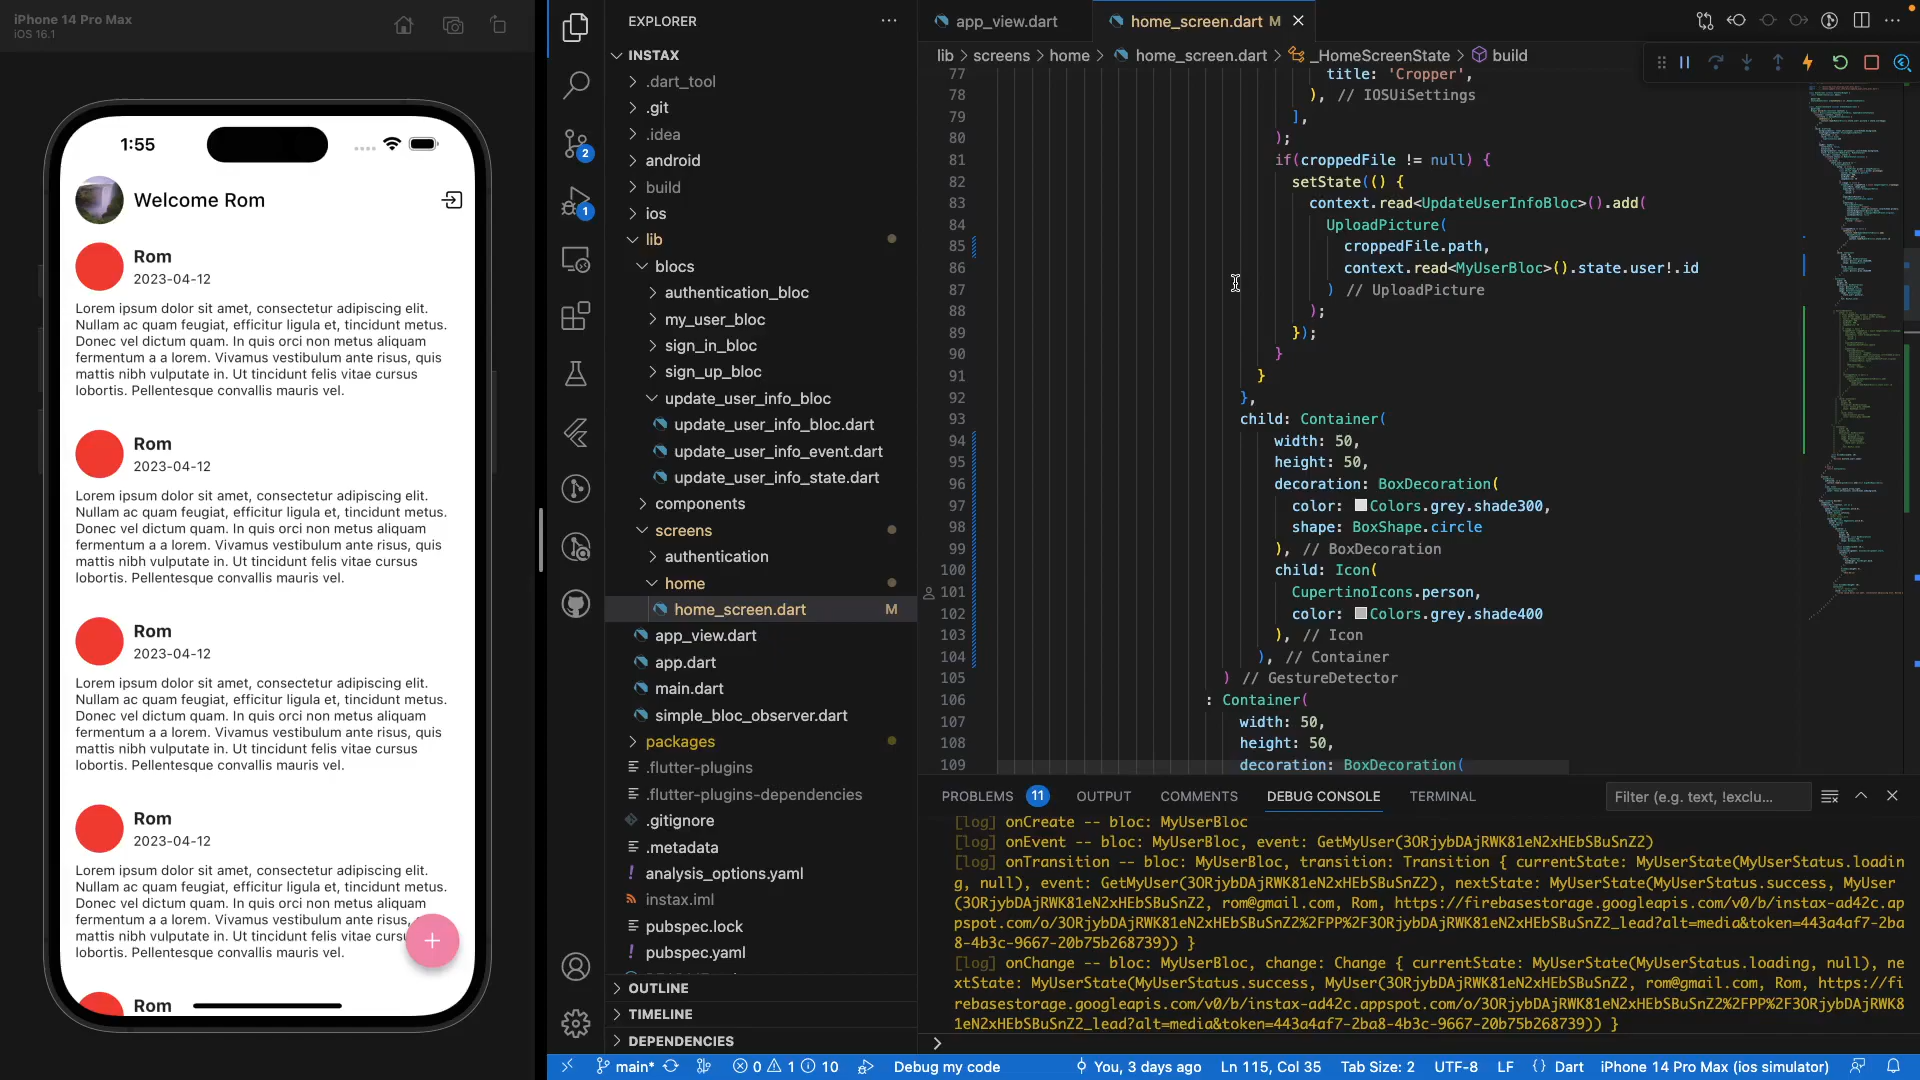 iPhone 14 Pro Max
iOS 16.1
1:55
Welcome Rom
Rom
2023-04-12
Lorem ipsum dolor sit amet, consectetur adipiscing elit.
Nullam ac quam feugiat, efficitur ligula et, tincidunt metus.
Donec vel dictum quam. In quis orci non metus aliquam
fermentum a a lorem. Vivamus vestibulum ante risus, quis
mattis nibh vulputate in. Ut tincidunt felis vitae cursus
lobortis. Pellentesque convallis mauris vel.
Rom
2023-04-12
Lorem ipsum dolor sit amet, consectetur adipiscing elit.
Nullam ac quam feugiat, efficitur ligula et, tincidunt metus.
Donec vel dictum quam. In quis orci non metus aliquam
fermentum a a lorem. Vivamus vestibulum ante risus, quis
mattis nibh vulputate in. Ut tincidunt felis vitae cursus
lobortis. Pellentesque convallis mauris vel.
Rom
2023-04-12
Lorem ipsum dolor sit amet, consectetur adipiscing elit.
Nullam ac quam feugiat, efficitur ligula et, tincidunt metus.
Donec vel dictum quam. In quis orci non metus aliquam
fermentum a a lorem. Vivamus vestibulum ante risus, quis
mattis nibh vulputate in. Ut tincidunt felis vitae cursus
lobortis. Pellentesque convallis mauris vel.
Rom
2023-04-12
Lorem ipsum dolor sit amet, consectetur adipiscing elit.
Nullam ac quam feugiat, efficitur ligula et, tincidunt metus.
Donec vel dictum quam. In quis orci non metus aliquam
fermentum a a lorem. Vivamus vestibulum ante risus,
mattis nibh vulputate in. Ut tincidunt felis vitae cursu
lobortis. Pellentesque convallis mauris vel.
Rom
EXPLORER
INSTAX
.dart_tool
.git
.idea
android
build
ios
lib
blocs
authentication_bloc
my_user_bloc
sign_in_bloc
sign_up_bloc
update_user_info_bloc
update_user_info_bloc.dart
update_user_info_event.dart
update_user_info_state.dart
components
screens
authentication
home
home_screen.dart M
app_view.dart
app.dart
main.dart
simple_bloc_observer.dart
packages
.flutter-plugins
.flutter-plugins-dependencies
.gitignore
.metadata
analysis_options.yaml
instax.iml
pubspec.lock
pubspec.yaml
OUTLINE
TIMELINE
DEPENDENCIES
2
1
app_view.dart
home_screen.dart M
lib > screens > home > home_screen.dart > _HomeScreenState > build
77 title: 'Cropper',
78 ), // IOSUiSettings
79 ],
80 );
81 if(croppedFile != null) {
82 setState(() {
83 context.read<UpdateUserInfoBloc>().add(
84 UploadPicture(
85 croppedFile.path,
86 context.read<MyUserBloc>().state.user!.id
87 ) // UploadPicture
88 );
89 });
90 }
91 }
92 },
93 child: Container(
94 width: 50,
95 height: 50,
96 decoration: BoxDecoration(
97 color: Colors.grey.shade300,
98 shape: BoxShape.circle
99 ), // BoxDecoration
100 child: Icon(
101 CupertinoIcons.person,
102 color: Colors.grey.shade400
103 ), // Icon
104 ), // Container
105 ) // GestureDetector
106 : Container(
107 width: 50,
108 height: 50,
109 decoration: BoxDecoration(
PROBLEMS 11 OUTPUT COMMENTS DEBUG CONSOLE TERMINAL
Filter (e.g. text, !exclu...
[log] onCreate -- bloc: MyUserBloc
[log] onEvent -- bloc: MyUserBloc, event: GetMyUser(3ORjybDAjRWK81eN2xHEbSBuSnZ2)
[log] onTransition -- bloc: MyUserBloc, transition: Transition { currentState: MyUserState(MyUserStatus.loadin
g, null), event: GetMyUser(3ORjybDAjRWK81eN2xHEbSBuSnZ2), nextState: MyUserState(MyUserStatus.success, MyUser
(3ORjybDAjRWK81eN2xHEbSBuSnZ2, rom@gmail.com, Rom, https://firebasestorage.googleapis.com/v0/b/instax-ad42c.ap
pspot.com/o/3ORjybDAjRWK81eN2xHEbSBuSnZ2%2FPP%2F3ORjybDAjRWK81eN2xHEbSBuSnZ2_lead?alt=media&token=443a4af7-2ba
8-4b3c-9667-20b75b268739)) }
[log] onChange -- bloc: MyUserBloc, change: Change { currentState: MyUserState(MyUserStatus.loading, null), ne
xtState: MyUserState(MyUserStatus.success, MyUser(3ORjybDAjRWK81eN2xHEbSBuSnZ2, rom@gmail.com, Rom, https://fi
rebasestorage.googleapis.com/v0/b/instax-ad42c.appspot.com/o/3ORjybDAjRWK81eN2xHEbSBuSnZ2%2FPP%2F3ORjybDAjRWK8
1eN2xHEbSBuSnZ2_lead?alt=media&token=443a4af7-2ba8-4b3c-9667-20b75b268739)) }
main* 0 1 10 Debug my code You, 3 days ago Ln 115, Col 35 Tab Size: 2 UTF-8 LF {} Dart iPhone 14 Pro Max (ios simulator)